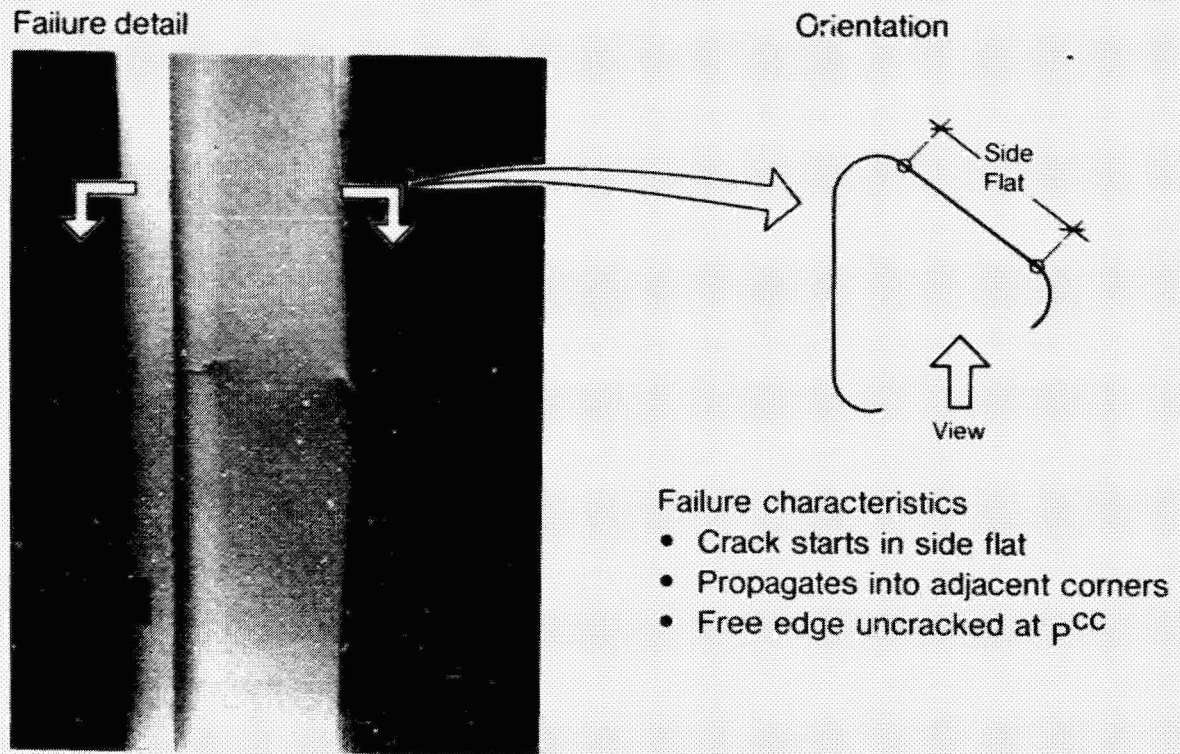 Failure detail
Orientation
Side
Flat
View
Failure characteristics
• Crack starts in side flat
• Propagates into adjacent corners
• Free edge uncracked at PCC